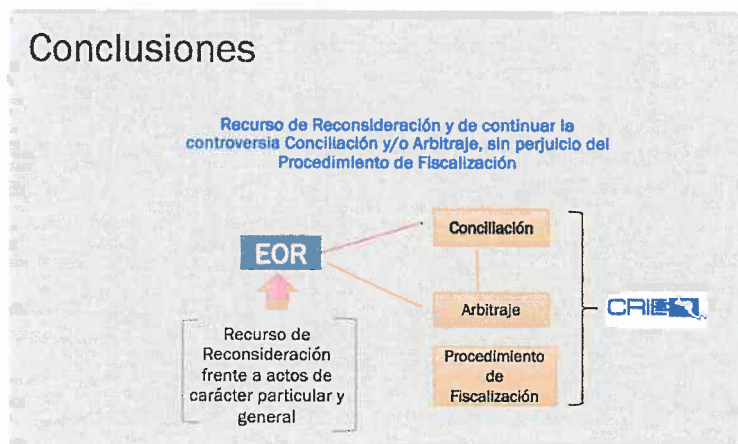 Conclusiones
Recurso de Reconsideración y de continuar la
controversia Conciliación y/o Arbitraje, sin perjuicio del
Procedimiento de Fiscalización
Conciliación
EOR
Arbitraje
CRIE
Recurso de
Reconsideración
frente a actos de
carácter particular y
general
Procedimiento
de
Fiscalización